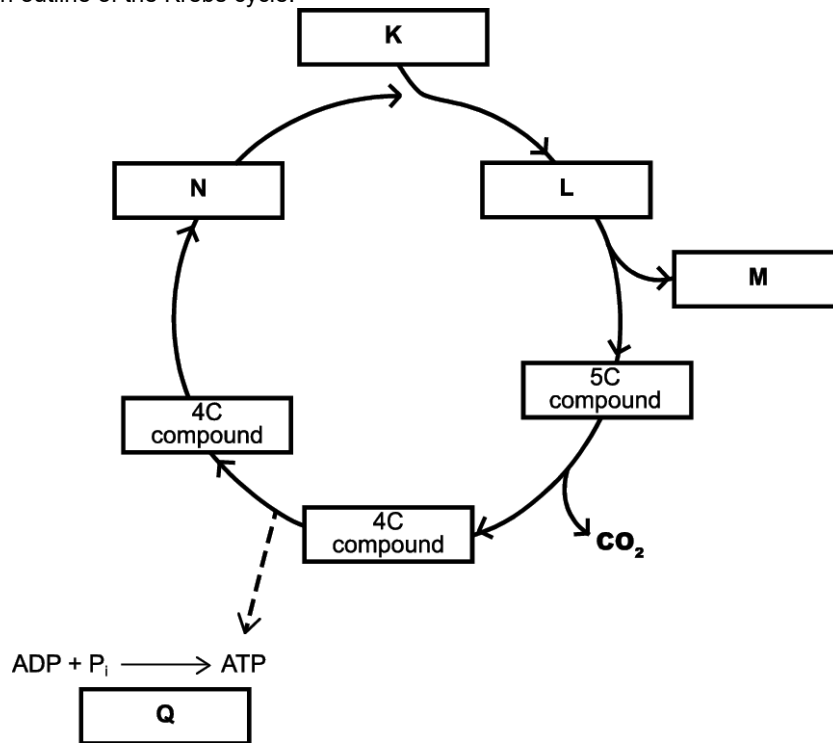 outline of the Krebs cycle.
K
N
L
M
5C
compound
4C
compound
4C
compound
CO₂
ADP + Pᵢ ⟶ ATP
Q